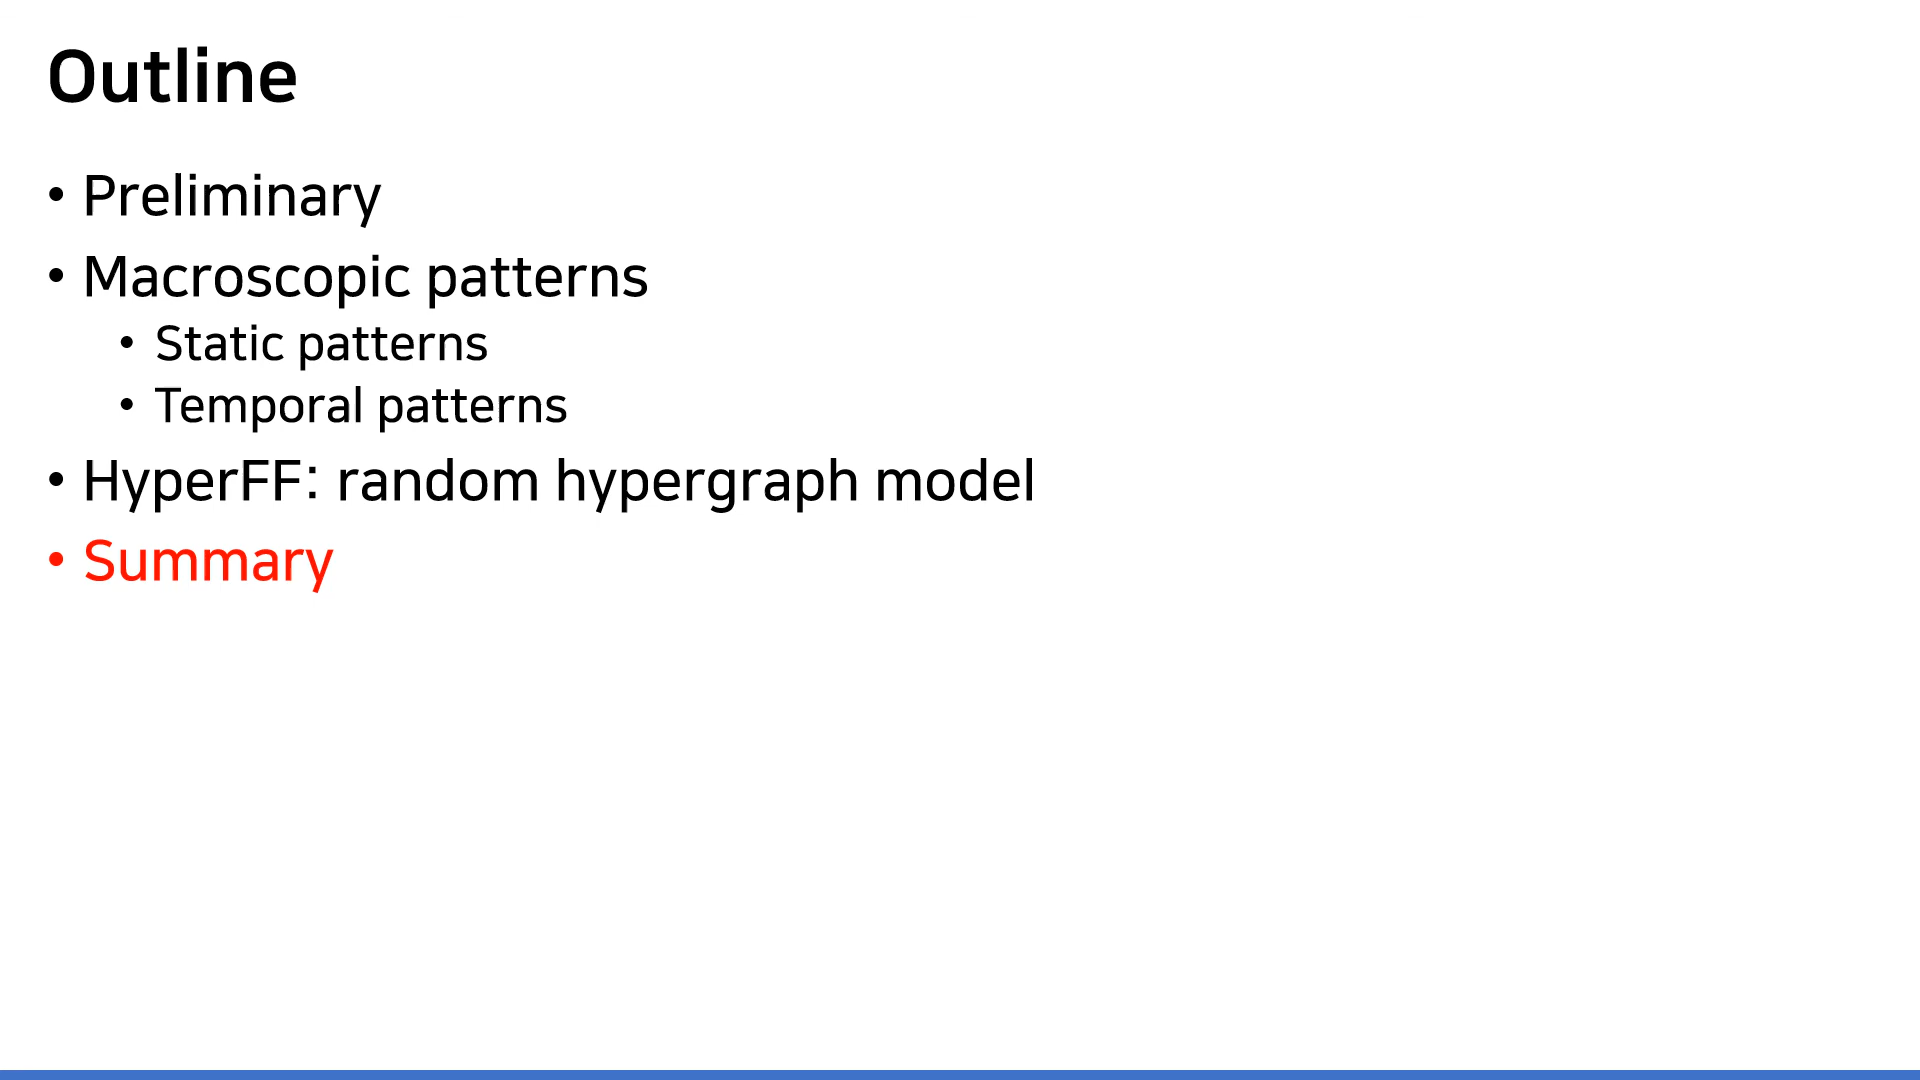 Outline
• Preliminary
• Macroscopic patterns
• Static patterns
• Temporal patterns
• HyperFF: random hypergraph model
• Summary